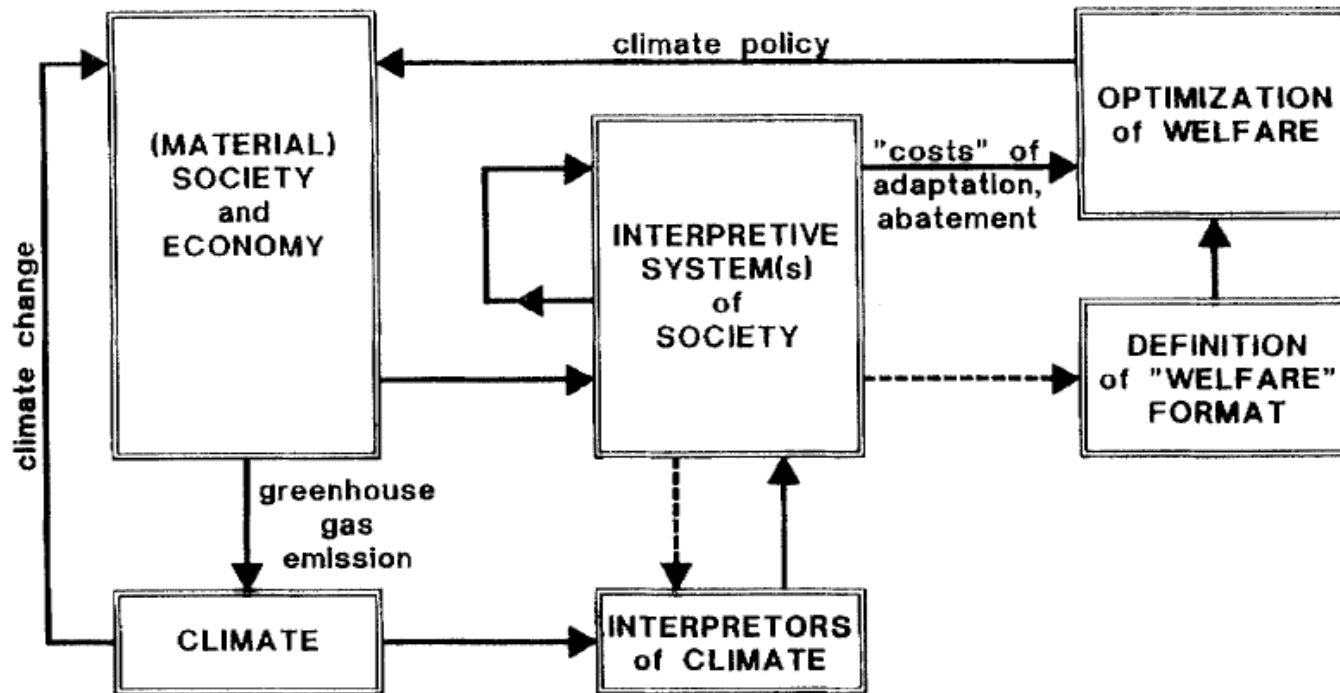 climate policy
(MATERIAL)
SOCIETY
and
ECONOMY
OPTIMIZATION
of WELFARE
"costs" of
adaptation,
abatement
INTERPRETIVE
SYSTEM(s)
of
SOCIETY
climate change
DEFINITION
of "WELFARE"
FORMAT
greenhouse
gas
emission
CLIMATE
INTERPRETORS
of CLIMATE